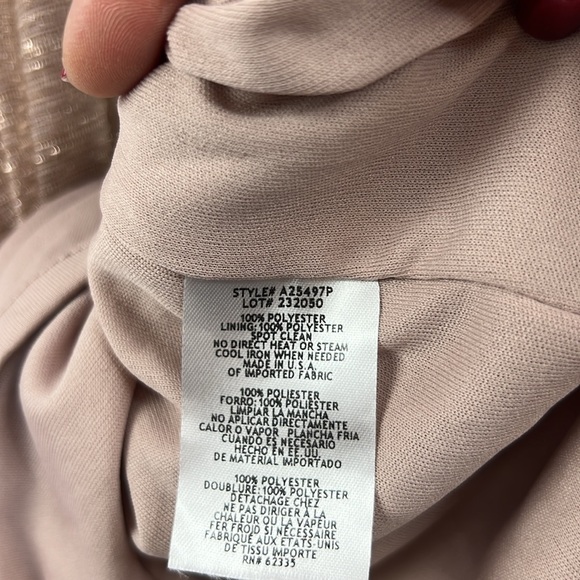 STYLE# A25497P
LOT# 232050
100% POLYESTER
LINING: 100% POLYESTER
SPOT CLEAN
NO DIRECT HEAT OR STEAM
COOL IRON WHEN NEEDED
MADE IN U.S.A.
OF IMPORTED FABRIC
100% POLIESTER
FORRO: 100% POLIESTER
LIMPIAR LA MANCHA
NO APLICAR DIRECTAMENTE
CALOR O VAPOR PLANCHA FRIA
CUANDO ES NECESARIO
HECHO EN EE.UU.
DE MATERIAL IMPORTADO
100% POLYESTER
DOUBLURE: 100% POLYESTER
DETACHAGE CHEZ
NE PAS DIRIGER À LA
CHALEUR OU LA VAPEUR
FER FROID SI NÉCESSAIRE
FABRIQUE AUX ETATS-UNIS
DE TISSU IMPORTE
RN# 62335